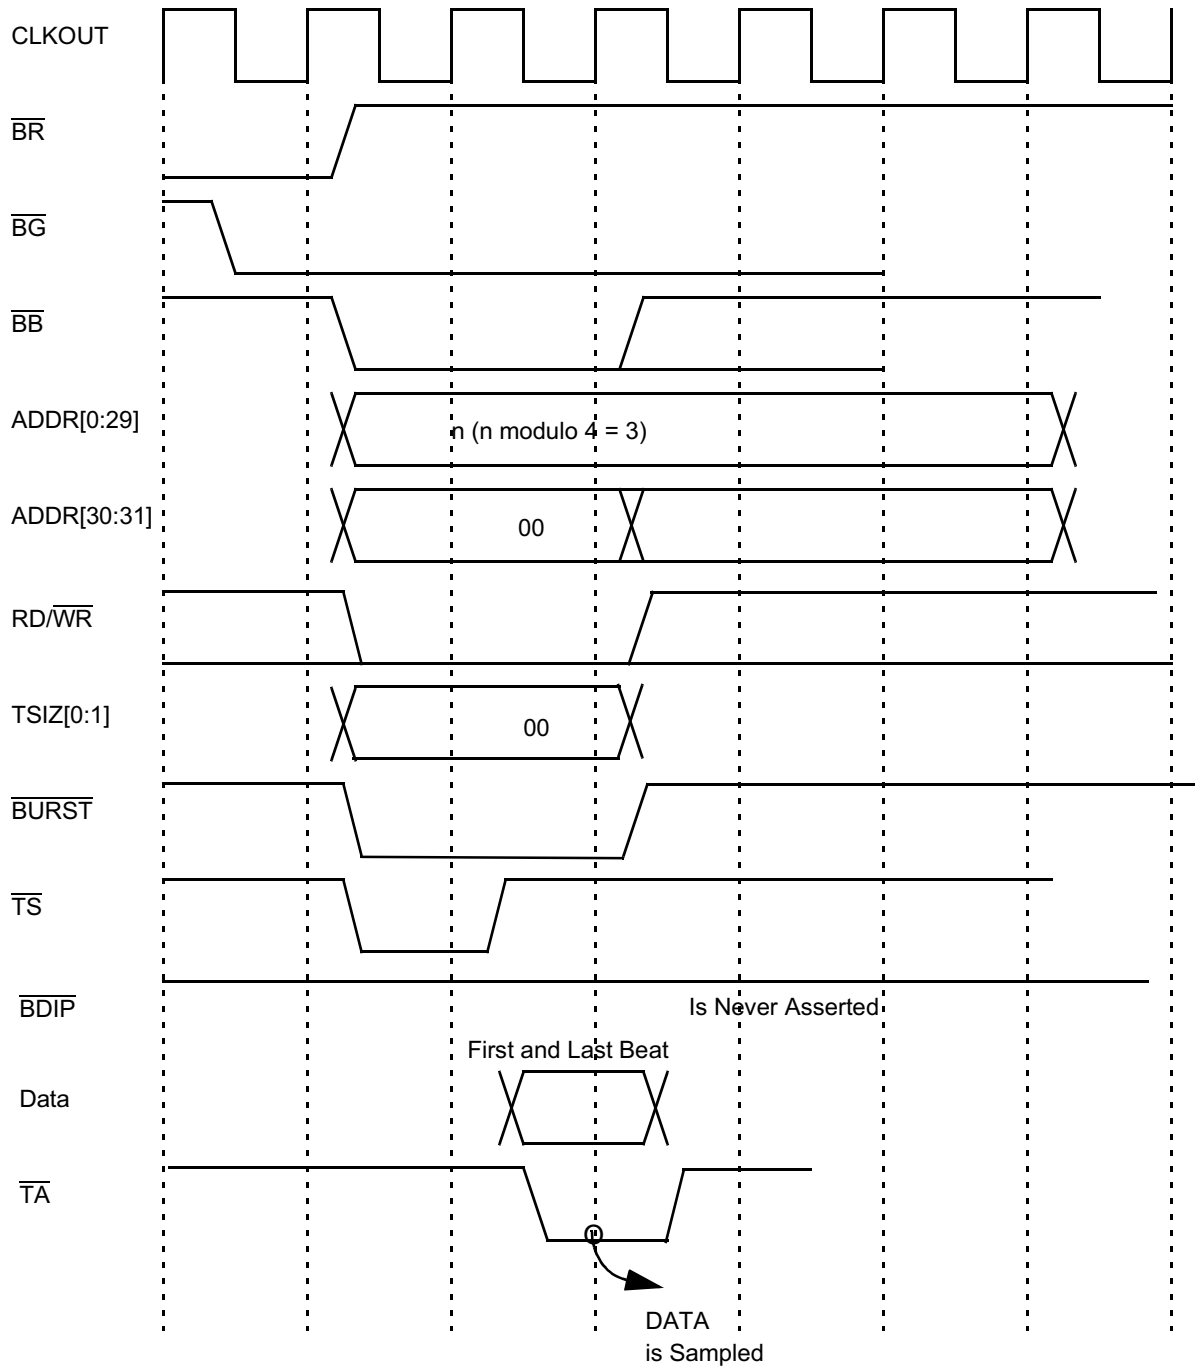 CLKOUT
BR
BG
BB
ADDR[0:29]
n (n modulo 4 = 3)
ADDR[30:31]
00
RD/WR
TSIZ[0:1]
00
BURST
TS
BDIP
Is Never Asserted
First and Last Beat
Data
TA
DATA
is Sampled